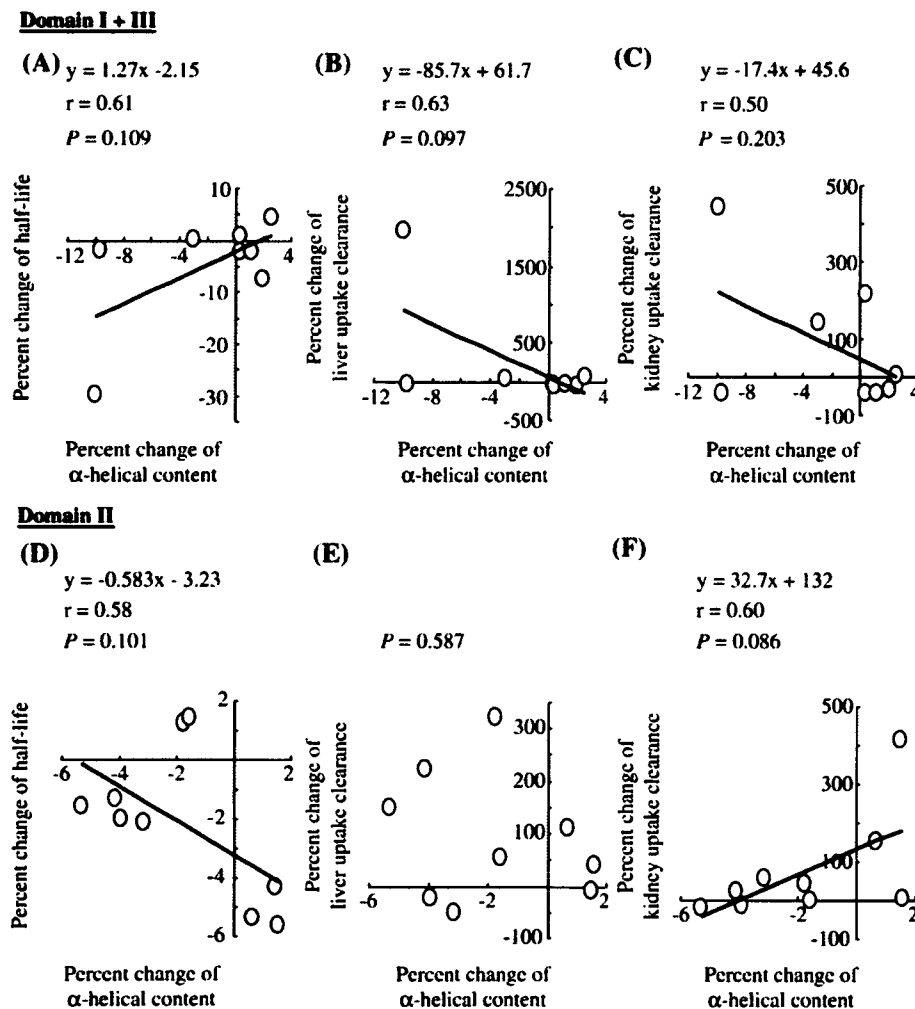 Domain I + III
(A) y = 1.27x -2.15
r = 0.61
P = 0.109
Percent change of half-life
10
-12 -8 -4 4
-10
-20
-30
Percent change of
α-helical content
(B) y = -85.7x + 61.7
r = 0.63
P = 0.097
Percent change of
liver uptake clearance
2500
1500
500
-12 -8 -4 0 4
-500
Percent change of
α-helical content
(C) y = -17.4x + 45.6
r = 0.50
P = 0.203
Percent change of
kidney uptake clearance
500
300
100
-12 -8 -4 0 4
-100
Percent change of
α-helical content
Domain II
(D) y = -0.583x - 3.23
r = 0.58
P = 0.101
Percent change of half-life
2
-6 -4 -2 2
-2
-4
-6
Percent change of
α-helical content
(E)
P = 0.587
Percent change of
liver uptake clearance
300
200
100
-6 -4 -2 0 2
-100
Percent change of
α-helical content
(F)
y = 32.7x + 132
r = 0.60
P = 0.086
Percent change of
kidney uptake clearance
500
300
100
-6 -2 2
-100
Percent change of
α-helical content